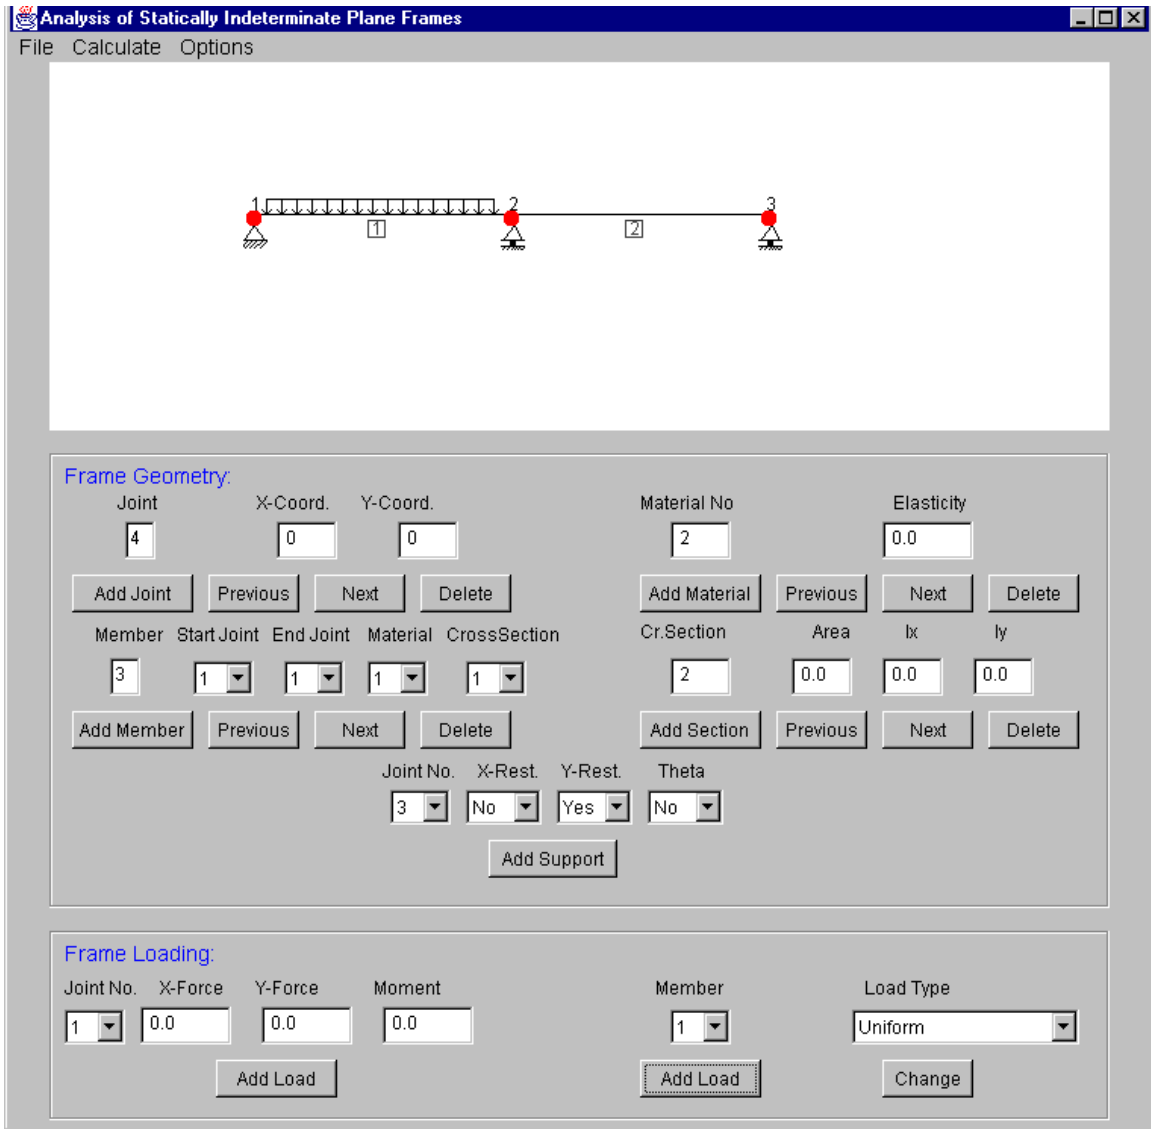 Analysis of Statically Indeterminate Plane Frames
File Calculate Options
1 2 3
1 2
Frame Geometry:
Joint X-Coord. Y-Coord. Material No Elasticity
4 0 0 2 0.0
Add Joint Previous Next Delete Add Material Previous Next Delete
Member Start Joint End Joint Material CrossSection Cr.Section Area Ix Iy
3 1 1 1 1 2 0.0 0.0 0.0
Add Member Previous Next Delete Add Section Previous Next Delete
Joint No. X-Rest. Y-Rest. Theta
3 No Yes No
Add Support
Frame Loading:
Joint No. X-Force Y-Force Moment Member Load Type
1 0.0 0.0 0.0 1 Uniform
Add Load Add Load Change